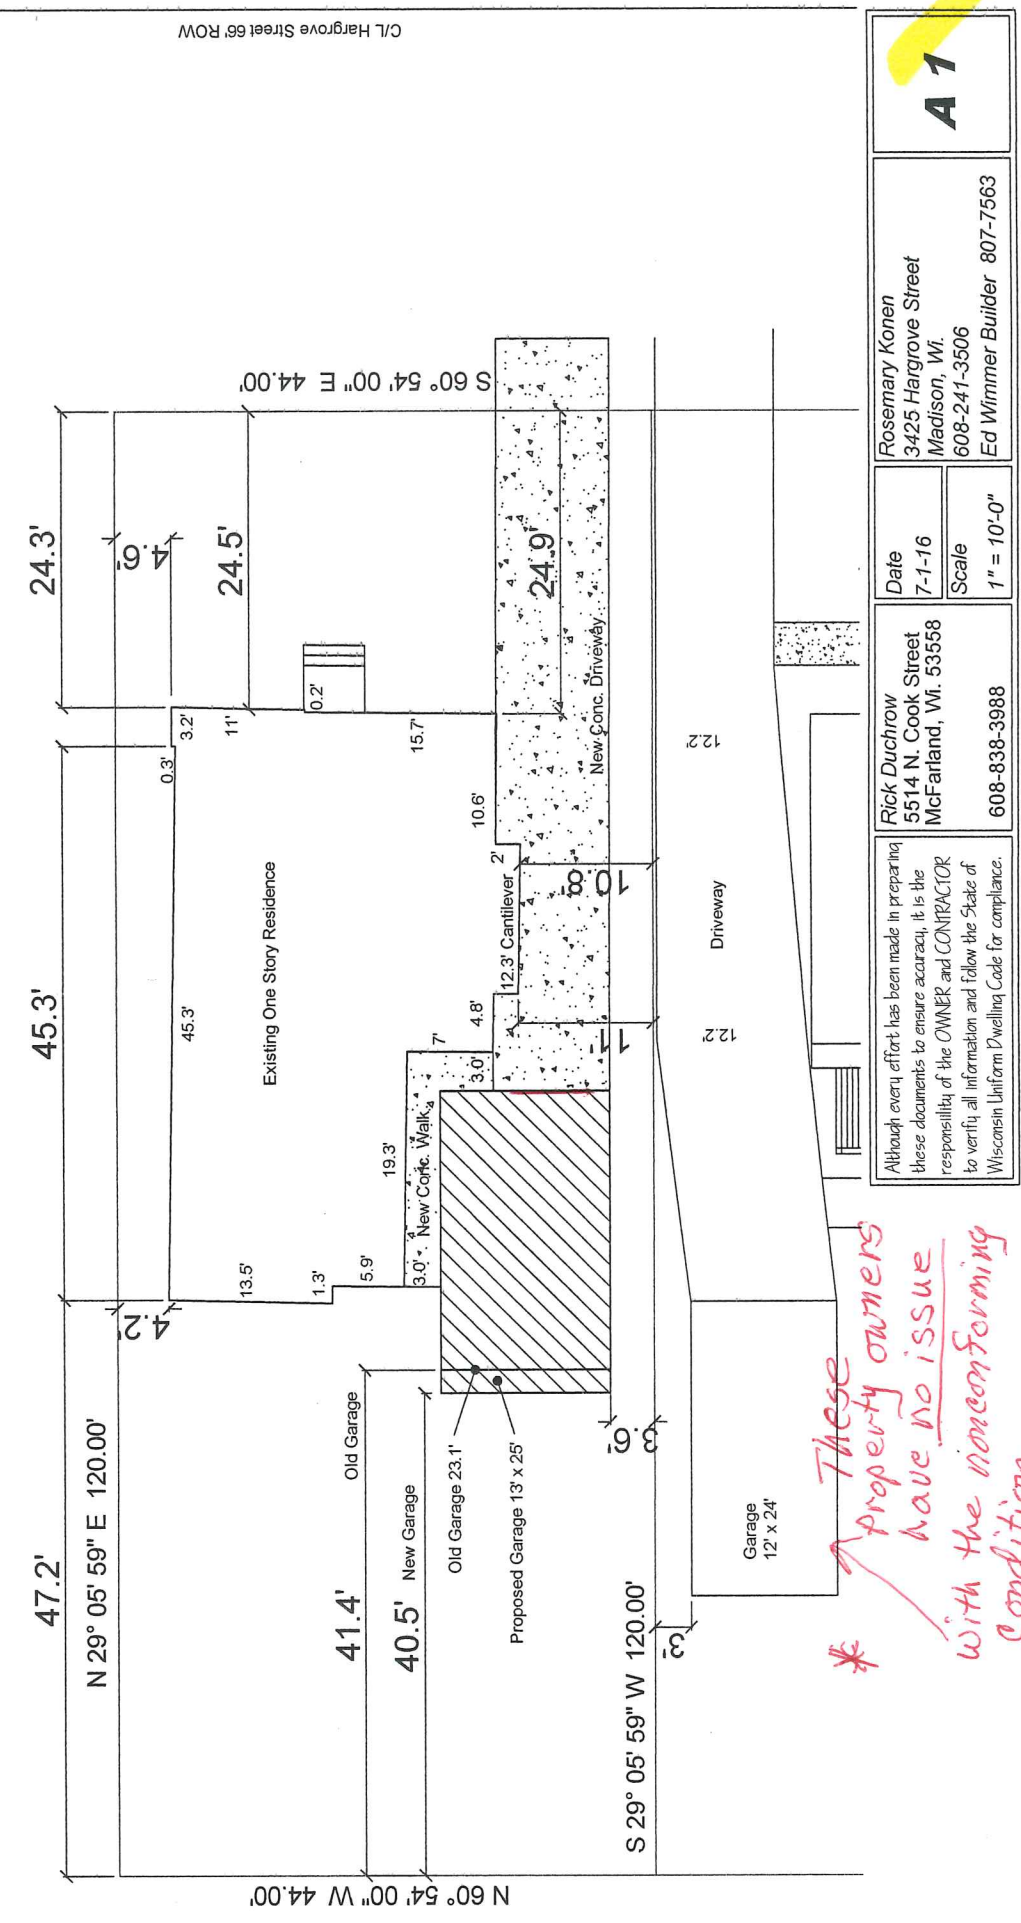 C/L Hargrove Street 66' ROW
47.2'
45.3'
24.3'
N 29° 05' 59" E  120.00'
4.2'
4.6'
S 60° 54' 00" E  44.00'
24.5'
45.3'
0.3'
3.2'
11'
0.2'
15.7'
Existing One Story Residence
13.5'
1.3'
5.9'
19.3'
3.0'
New Conc. Walk
7'
3.0'
4.8'
12.3' Cantilever
2'
10.6'
24.9'
New Conc. Driveway
Old Garage
41.4'
New Garage
40.5'
Old Garage 23.1'
Proposed Garage 13' x 25'
3.6'
11'
10.8'
N 60° 54' 00" W  44.00'
S 29° 05' 59" W  120.00'
3'
Garage
12' x 24'
12.2'
Driveway
12.2'
* These
property owners
have no issue
with the nonconforming
Although every effort has been made in preparing
these documents to ensure accuracy, it is the
responsillity of the OWNER and CONTRACTOR
to verify all information and follow the State of
Wisconsin Uniform Dwelling Code for compliance.
Rick Duchrow
5514 N. Cook Street
McFarland, Wi. 53558
608-838-3988
Date
7-1-16
Scale
1" = 10'-0"
Rosemary Konen
3425 Hargrove Street
Madison, Wi.
608-241-3506
Ed Wimmer Builder 807-7563
A 1